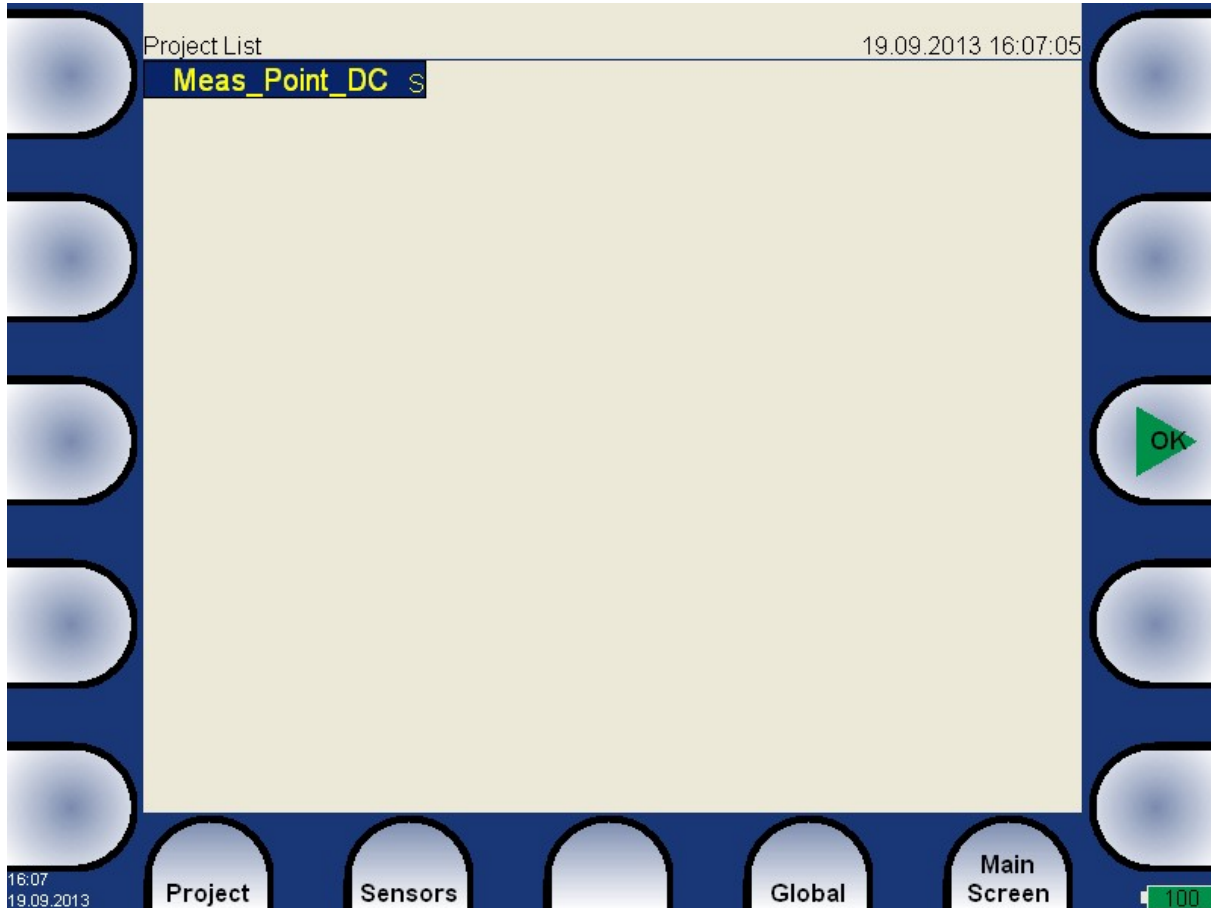 Project List 19.09.2013 16:07:05
Meas_Point_DC S
OK
16:07
19.09.2013
Project
Sensors
Global
Main
Screen
100